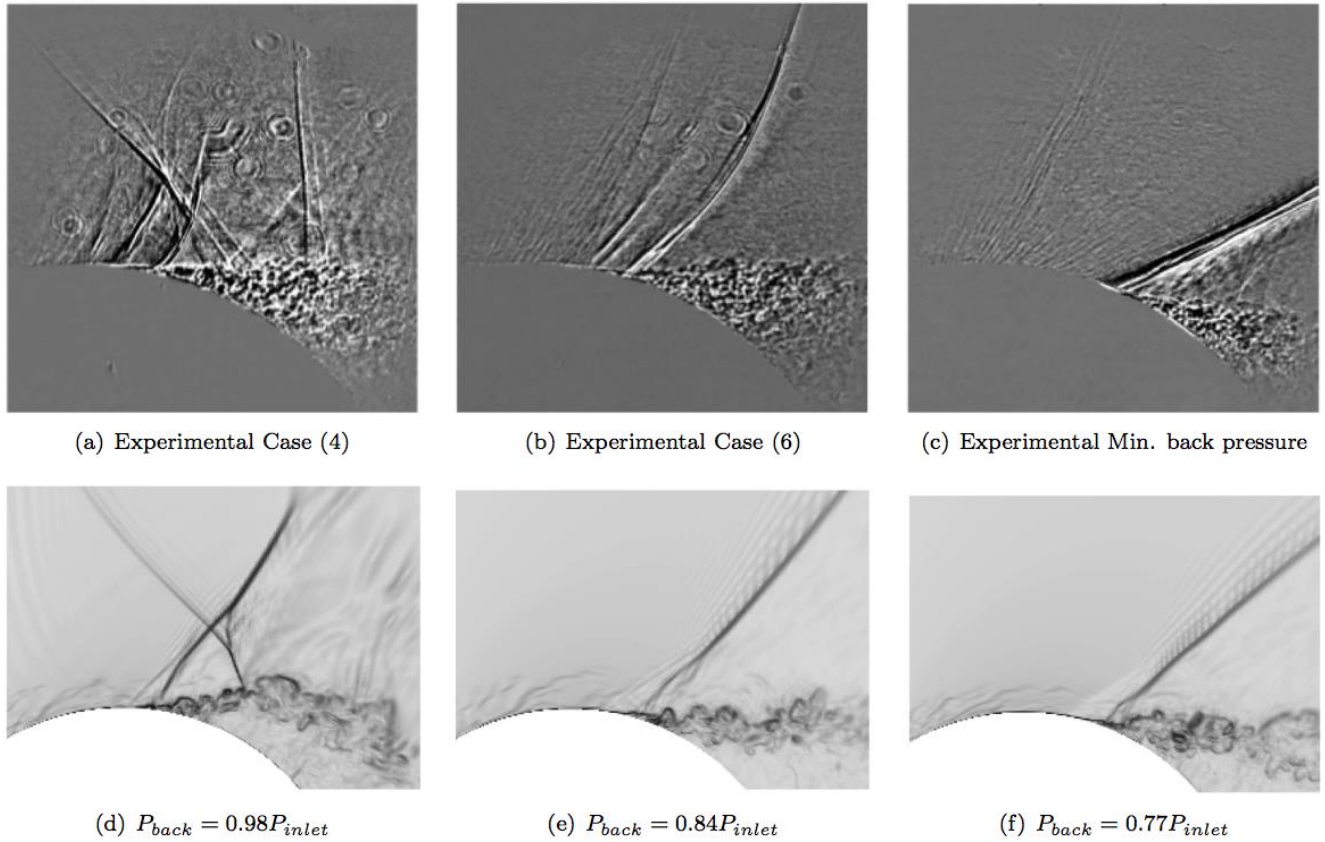 (a) Experimental Case (4)
(b) Experimental Case (6)
(c) Experimental Min. back pressure
(d) P_back = 0.98P_inlet
(e) P_back = 0.84P_inlet
(f) P_back = 0.77P_inlet